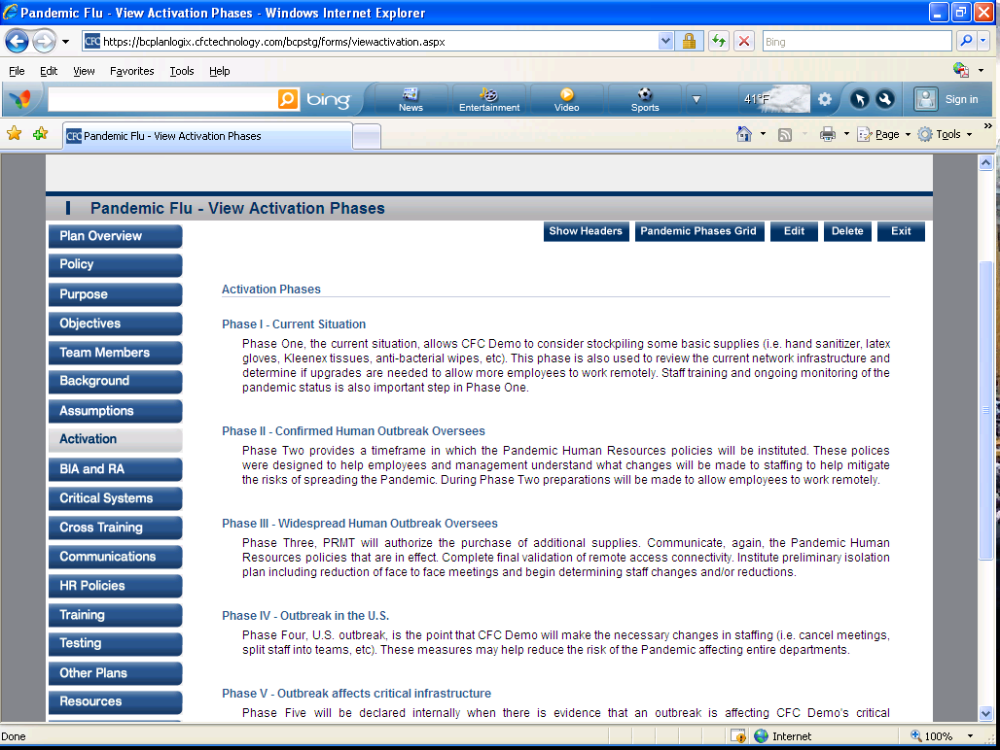 Pandemic Flu - View Activation Phases - Windows Internet Explorer
CFC https://bcplanlogix.cfctechnology.com/bcpstg/forms/viewactivation.aspx
Bing
File Edit View Favorites Tools Help
bing News Entertainment Video Sports 41°F Sign in
CFC Pandemic Flu - View Activation Phases
Page Tools »
Pandemic Flu - View Activation Phases
Show Headers Pandemic Phases Grid Edit Delete Exit
Plan Overview
Policy
Purpose
Objectives
Team Members
Background
Assumptions
Activation
BIA and RA
Critical Systems
Cross Training
Communications
HR Policies
Training
Testing
Other Plans
Resources
Activation Phases
Phase I - Current Situation
Phase One, the current situation, allows CFC Demo to consider stockpiling some basic supplies (i.e. hand sanitizer, latex
gloves, Kleenex tissues, anti-bacterial wipes, etc). This phase is also used to review the current network infrastructure and
determine if upgrades are needed to allow more employees to work remotely. Staff training and ongoing monitoring of the
pandemic status is also important step in Phase One.
Phase II - Confirmed Human Outbreak Oversees
Phase Two provides a timeframe in which the Pandemic Human Resources policies will be instituted. These polices
were designed to help employees and management understand what changes will be made to staffing to help mitigate
the risks of spreading the Pandemic. During Phase Two preparations will be made to allow employees to work remotely.
Phase III - Widespread Human Outbreak Oversees
Phase Three, PRMT will authorize the purchase of additional supplies. Communicate, again, the Pandemic Human
Resources policies that are in effect. Complete final validation of remote access connectivity. Institute preliminary isolation
plan including reduction of face to face meetings and begin determining staff changes and/or reductions.
Phase IV - Outbreak in the U.S.
Phase Four, U.S. outbreak, is the point that CFC Demo will make the necessary changes in staffing (i.e. cancel meetings,
split staff into teams, etc). These measures may help reduce the risk of the Pandemic affecting entire departments.
Phase V - Outbreak affects critical infrastructure
Phase Five will be declared internally when there is evidence that an outbreak is affecting CFC Demo's critical
Done Internet 100%